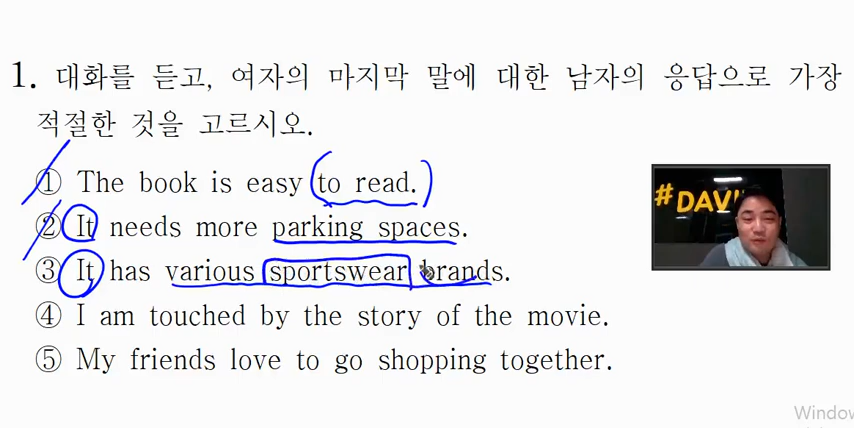 1. 대화를 듣고, 여자의 마지막 말에 대한 남자의 응답으로 가장
적절한 것을 고르시오.
① The book is easy to read.
② It needs more parking spaces.
③ It has various sportswear brands.
④ I am touched by the story of the movie.
⑤ My friends love to go shopping together.
#DAVI
Window